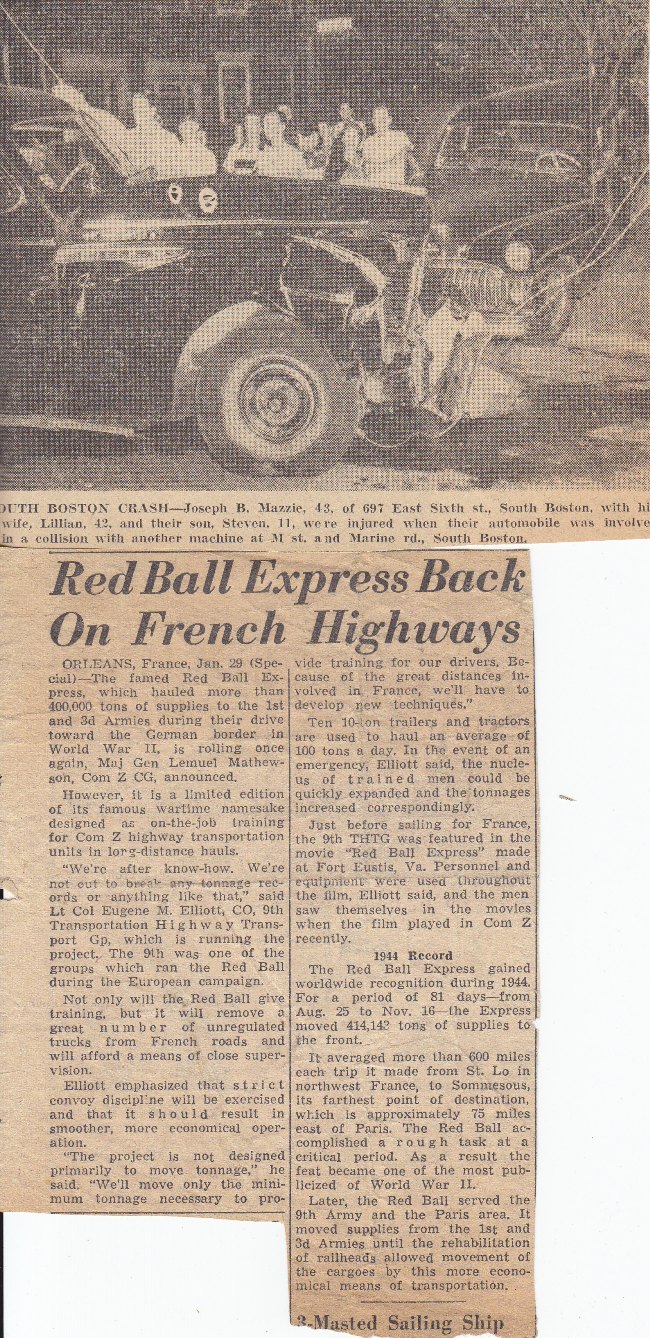 OUTH BOSTON CRASH—Joseph B. Mazzie, 43, of 697 East Sixth st., South Boston, with hi
wife, Lillian, 42, and their son, Steven, 11, were injured when their automobile was involve
in a collision with another machine at M st. and Marine rd., South Boston.
Red Ball Express Back
On French Highways
ORLEANS, France, Jan. 29 (Spe-
cial)—The famed Red Ball Ex-
press, which hauled more than
400,000 tons of supplies to the 1st
and 3d Armies during their drive
toward the German border in
World War II, is rolling once
again, Maj Gen Lemuel Mathew-
son, Com Z CG, announced.
However, it is a limited edition
of its famous wartime namesake
designed as on-the-job training
for Com Z highway transportation
units in long-distance hauls.
"We're after know-how. We're
not out to break any tonnage rec-
ords or anything like that," said
Lt Col Eugene M. Elliott, CO, 9th
Transportation Highway Trans-
port Gp, which is running the
project. The 9th was one of the
groups which ran the Red Ball
during the European campaign.
Not only will the Red Ball give
training, but it will remove a
great number of unregulated
trucks from French roads and
will afford a means of close super-
vision.
Elliott emphasized that strict
convoy discipline will be exercised
and that it should result in
smoother, more economical oper-
ation.
"The project is not designed
primarily to move tonnage," he
said. "We'll move only the mini-
mum tonnage necessary to pro-
vide training for our drivers. Be-
cause of the great distances in-
volved in France, we'll have to
develop new techniques."
Ten 10-ton trailers and tractors
are used to haul an average of
100 tons a day. In the event of an
emergency, Elliott said, the nucle-
us of trained men could be
quickly expanded and the tonnages
increased correspondingly.
Just before sailing for France,
the 9th THTG was featured in the
movie "Red Ball Express" made
at Fort Eustis, Va. Personnel and
equipment were used throughout
the film, Elliott said, and the men
saw themselves in the movies
when the film played in Com Z
recently.
1944 Record
The Red Ball Express gained
worldwide recognition during 1944.
For a period of 81 days—from
Aug. 25 to Nov. 16—the Express
moved 414,142 tons of supplies to
the front.
It averaged more than 600 miles
each trip it made from St. Lo in
northwest France, to Sommesous,
its farthest point of destination,
which is approximately 75 miles
east of Paris. The Red Ball ac-
complished a rough task at a
critical period. As a result the
feat became one of the most pub-
licized of World War II.
Later, the Red Ball served the
9th Army and the Paris area. It
moved supplies from the 1st and
3d Armies until the rehabilitation
of railheads allowed movement of
the cargoes by this more econo-
mical means of transportation.
3-Masted Sailing Ship